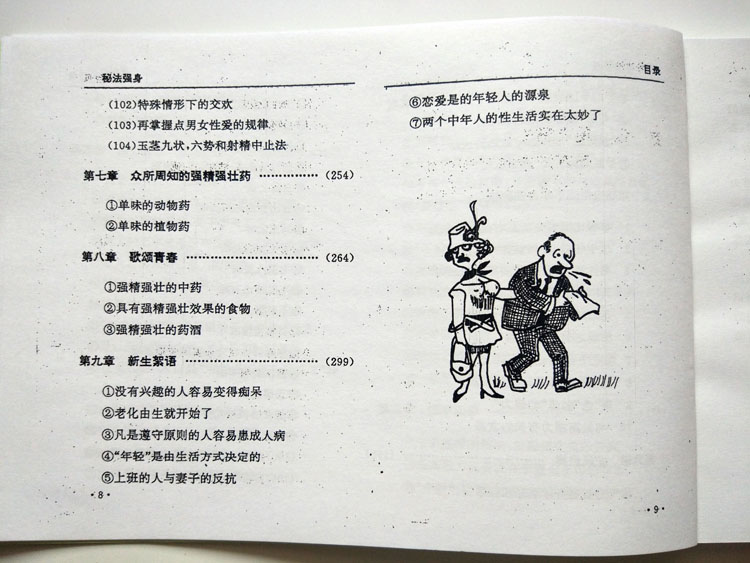 秘法强身
(102)特殊情形下的交欢
(103)再掌握点男女性爱的规律
(104)玉茎九状,六势和射精中止法
第七章 众所周知的强精强壮药 ……………… (254)
①单味的动物药
②单味的植物药
第八章 歌颂青春 ……………………………… (264)
①强精强壮的中药
②具有强精强壮效果的食物
③强精强壮的药酒
第九章 新生絮语 ……………………………… (299)
①没有兴趣的人容易变得痴呆
②老化由生就开始了
③凡是遵守原则的人容易患成人病
④“年轻”是由生活方式决定的
⑤上班的人与妻子的反抗
·8·
目录
⑥恋爱是的年轻人的源泉
⑦两个中年人的性生活实在太妙了
·9·